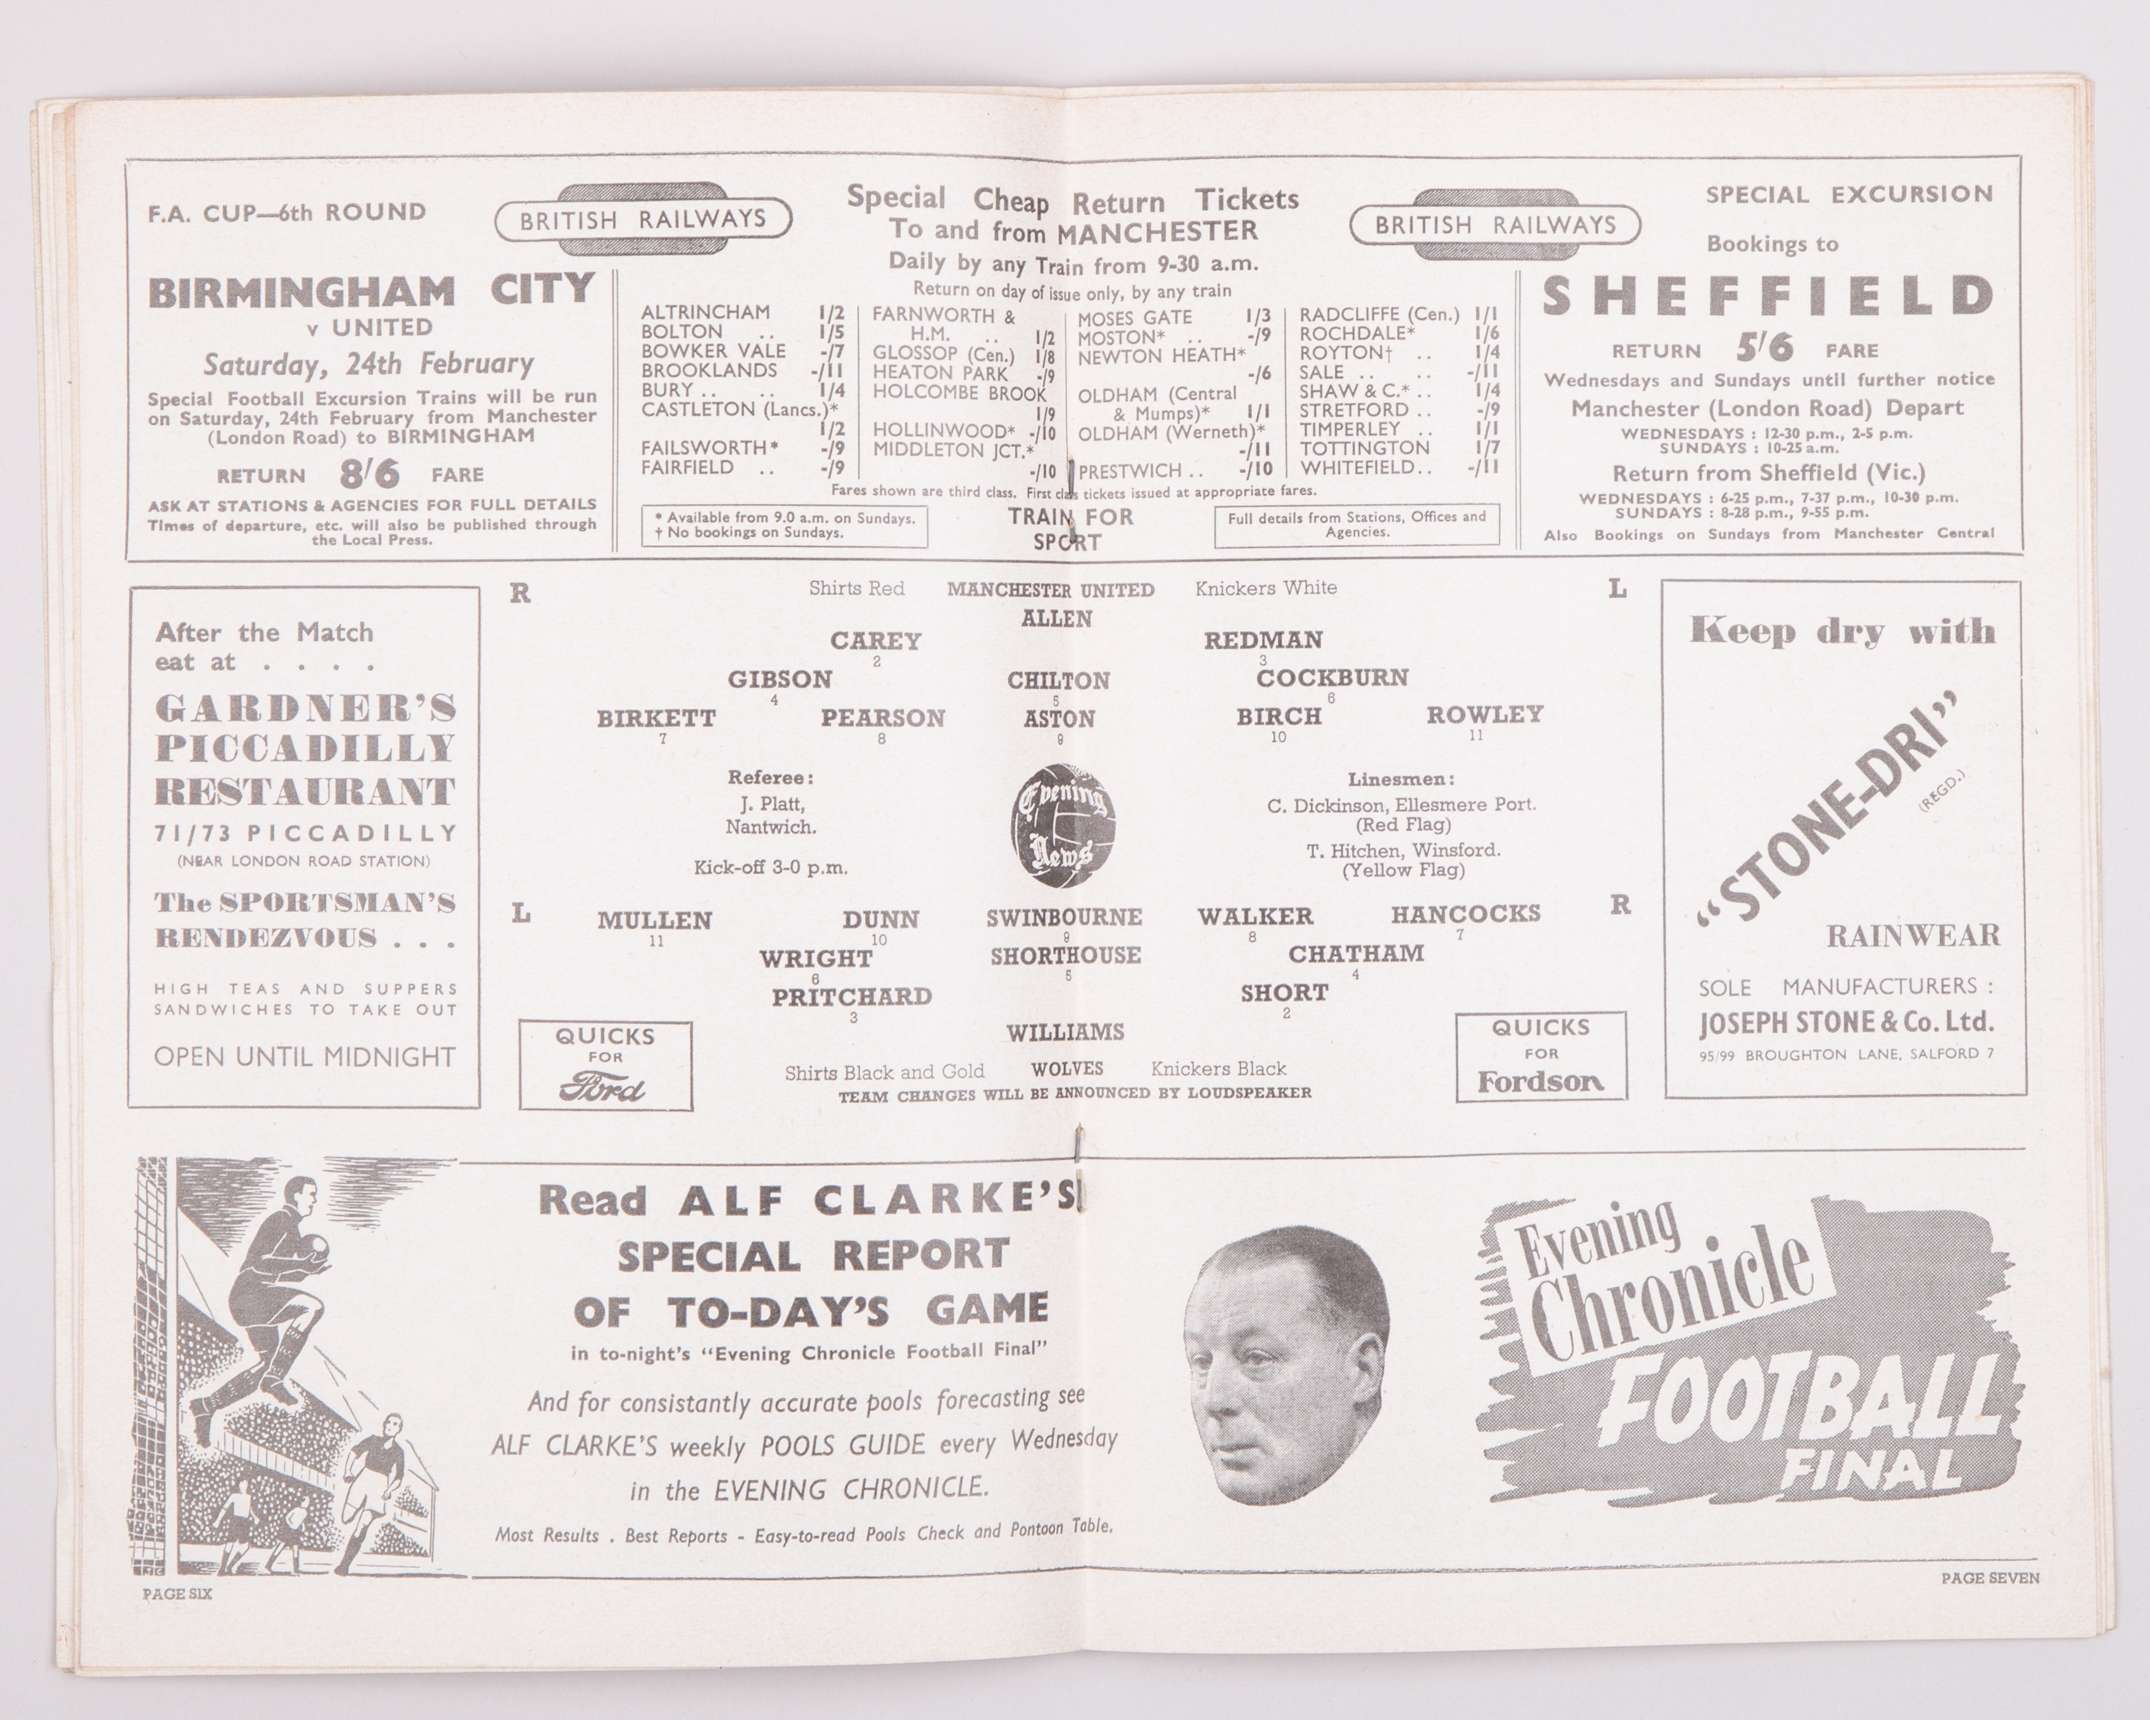 F.A. CUP—6th ROUND
BIRMINGHAM CITY
v UNITED
Saturday, 24th February
Special Football Excursion Trains will be run
on Saturday, 24th February from Manchester
(London Road) to BIRMINGHAM
RETURN 8/6 FARE
ASK AT STATIONS & AGENCIES FOR FULL DETAILS
Times of departure, etc. will also be published through
the Local Press.
BRITISH RAILWAYS
Special Cheap Return Tickets
To and from MANCHESTER
Daily by any Train from 9-30 a.m.
Return on day of issue only, by any train
BRITISH RAILWAYS
ALTRINCHAM 1/2
BOLTON .. 1/5
BOWKER VALE -/7
BROOKLANDS -/11
BURY .. .. 1/4
CASTLETON (Lancs.)*
1/2
FAILSWORTH* -/9
FAIRFIELD .. -/9
FARNWORTH &
H.M. .. 1/2
GLOSSOP (Cen.) 1/8
HEATON PARK -/9
HOLCOMBE BROOK
1/9
HOLLINWOOD* -/10
MIDDLETON JCT.*
-/10
MOSES GATE 1/3
MOSTON* .. -/9
NEWTON HEATH*
-/6
OLDHAM (Central
& Mumps)* 1/1
OLDHAM (Werneth)*
-/11
PRESTWICH .. -/10
RADCLIFFE (Cen.) 1/1
ROCHDALE* 1/6
ROYTON† .. 1/4
SALE .. .. -/11
SHAW & C.* .. 1/4
STRETFORD .. -/9
TIMPERLEY .. 1/1
TOTTINGTON 1/7
WHITEFIELD .. -/11
Fares shown are third class. First class tickets issued at appropriate fares.
* Available from 9.0 a.m. on Sundays.
† No bookings on Sundays.
TRAIN FOR
SPORT
Full details from Stations, Offices and
Agencies.
SPECIAL EXCURSION
Bookings to
SHEFFIELD
RETURN 5/6 FARE
Wednesdays and Sundays until further notice
Manchester (London Road) Depart
WEDNESDAYS : 12-30 p.m., 2-5 p.m.
SUNDAYS : 10-25 a.m.
Return from Sheffield (Vic.)
WEDNESDAYS : 6-25 p.m., 7-37 p.m., 10-30 p.m.
SUNDAYS : 8-28 p.m., 9-55 p.m.
Also Bookings on Sundays from Manchester Central
After the Match
eat at . . . .
GARDNER'S
PICCADILLY
RESTAURANT
71/73 PICCADILLY
(NEAR LONDON ROAD STATION)
The SPORTSMAN'S
RENDEZVOUS . . .
HIGH TEAS AND SUPPERS
SANDWICHES TO TAKE OUT
OPEN UNTIL MIDNIGHT
R Shirts Red MANCHESTER UNITED Knickers White L
ALLEN
CAREY REDMAN
2 3
GIBSON CHILTON COCKBURN
4 5 6
BIRKETT PEARSON ASTON BIRCH ROWLEY
7 8 9 10 11
Referee:
J. Platt,
Nantwich.
Kick-off 3-0 p.m.
Evening
News
Linesmen:
C. Dickinson, Ellesmere Port.
(Red Flag)
T. Hitchen, Winsford.
(Yellow Flag)
L MULLEN DUNN SWINBOURNE WALKER HANCOCKS R
11 10 9 8 7
WRIGHT SHORTHOUSE CHATHAM
6 5 4
PRITCHARD SHORT
3 2
WILLIAMS
Shirts Black and Gold WOLVES Knickers Black
TEAM CHANGES WILL BE ANNOUNCED BY LOUDSPEAKER
QUICKS
FOR
Ford
QUICKS
FOR
Fordson
Keep dry with
"STONE-DRI"
(REGD.)
RAINWEAR
SOLE MANUFACTURERS :
JOSEPH STONE & Co. Ltd.
95/99 BROUGHTON LANE, SALFORD 7
Read ALF CLARKE'S
SPECIAL REPORT
OF TO-DAY'S GAME
in to-night's "Evening Chronicle Football Final"
And for consistantly accurate pools forecasting see
ALF CLARKE'S weekly POOLS GUIDE every Wednesday
in the EVENING CHRONICLE.
Most Results . Best Reports - Easy-to-read Pools Check and Pontoon Table.
Evening
Chronicle
FOOTBALL
FINAL
PAGE SIX
PAGE SEVEN